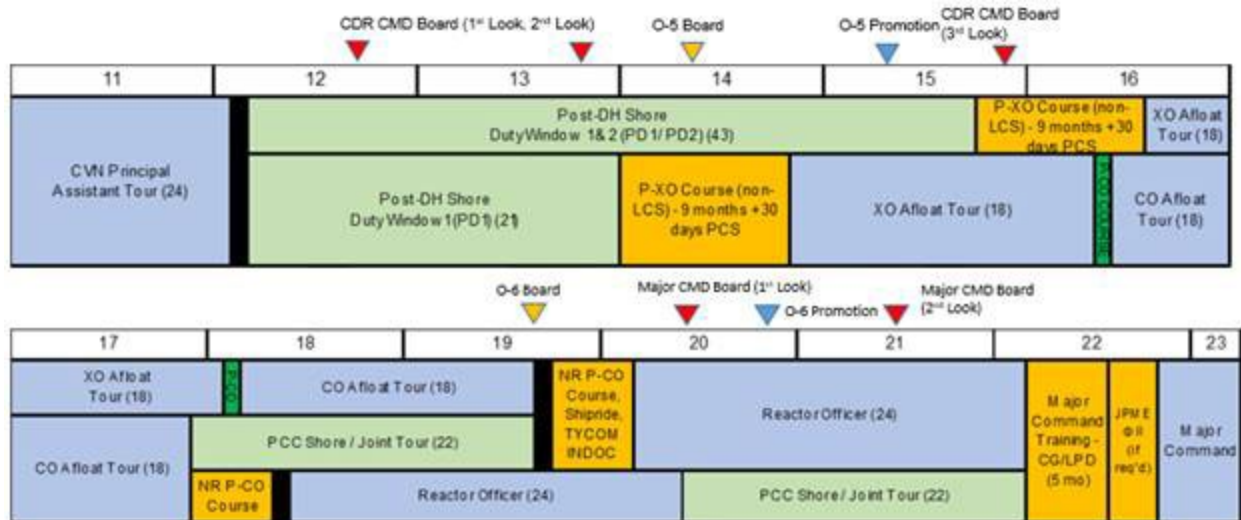 CDR CMD Board (1st Look, 2nd Look)
O-5 Board
O-5 Promotion
CDR CMD Board
(3rd Look)
11
12
13
14
15
16
CVN Principal
Assistant Tour (24)
Post-DH Shore
Duty Window 1& 2 (PD1/PD2) (43)
P-XO Course (non-
LCS) - 9 months +30
days PCS
XO Afloat
Tour (18)
Post-DH Shore
Duty Window 1(PD1) (21)
P-XO Course (non-
LCS) - 9 months +30
days PCS
XO Afloat Tour (18)
CO Afloat
Tour (18)
O-6 Board
Major CMD Board (1st Look)
O-6 Promotion
Major CMD Board
(2nd Look)
17
18
19
20
21
22
23
XO Afloat
Tour (18)
PCO
CO Afloat Tour (18)
NR P-CO
Course,
Shipride,
TYCOM
INDOC
Reactor Officer (24)
Major
Command
Training -
CG/LPD
(5 mo)
JPME
II
(if
req'd)
Major
Command
CO Afloat Tour (18)
PCC Shore / Joint Tour (22)
NR P-CO
Course
Reactor Officer (24)
PCC Shore / Joint Tour (22)